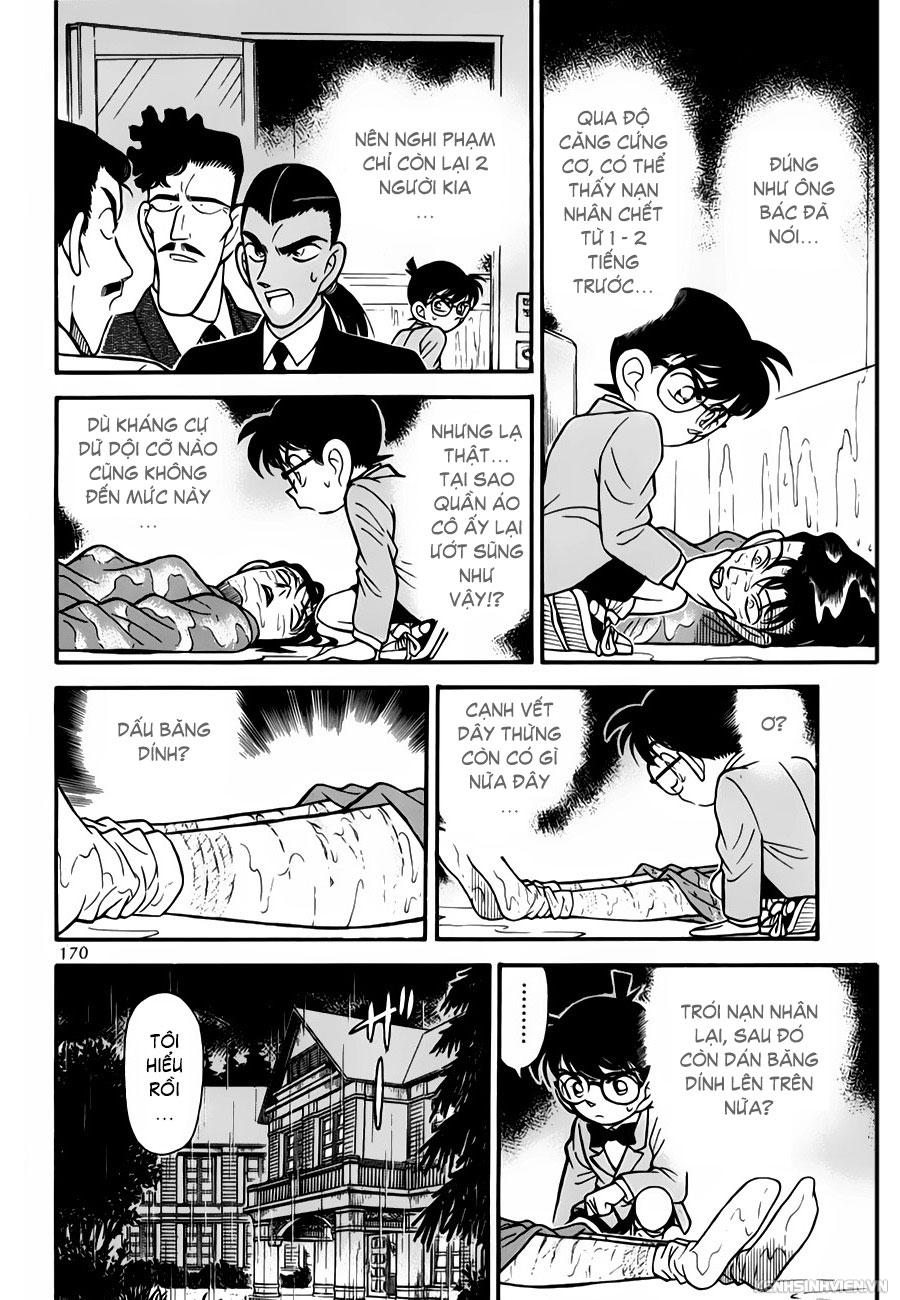 ĐÚNG
NHƯ ÔNG
BÁC ĐÃ
NÓI...
QUA ĐỘ
CĂNG CỨNG
CƠ, CÓ THỂ
THẤY NẠN
NHÂN CHẾT
TỪ 1 - 2
TIẾNG
TRƯỚC...
NÊN NGHI PHẠM
CHỈ CÒN LẠI 2
NGƯỜI KIA
...
NHƯNG LẠ
THẬT...
TẠI SAO
QUẦN ÁO
CÔ ẤY LẠI
ƯỚT SŨNG
NHƯ
VẬY!?
DÙ KHÁNG CỰ
DỮ DỘI CỠ NÀO
CŨNG KHÔNG
ĐẾN MỨC NÀY
...
Ơ?
CẠNH VẾT
DÂY THỪNG
CÒN CÓ GÌ
NỮA ĐÂY
...
DẤU BĂNG
DÍNH?
170
TRÓI NẠN NHÂN
LẠI, SAU ĐÓ
CÒN DÁN BĂNG
DÍNH LÊN TRÊN
NỮA?
........
TÔI
HIỂU
RỒI
...
ザ
KENHSINHVIEN.VN